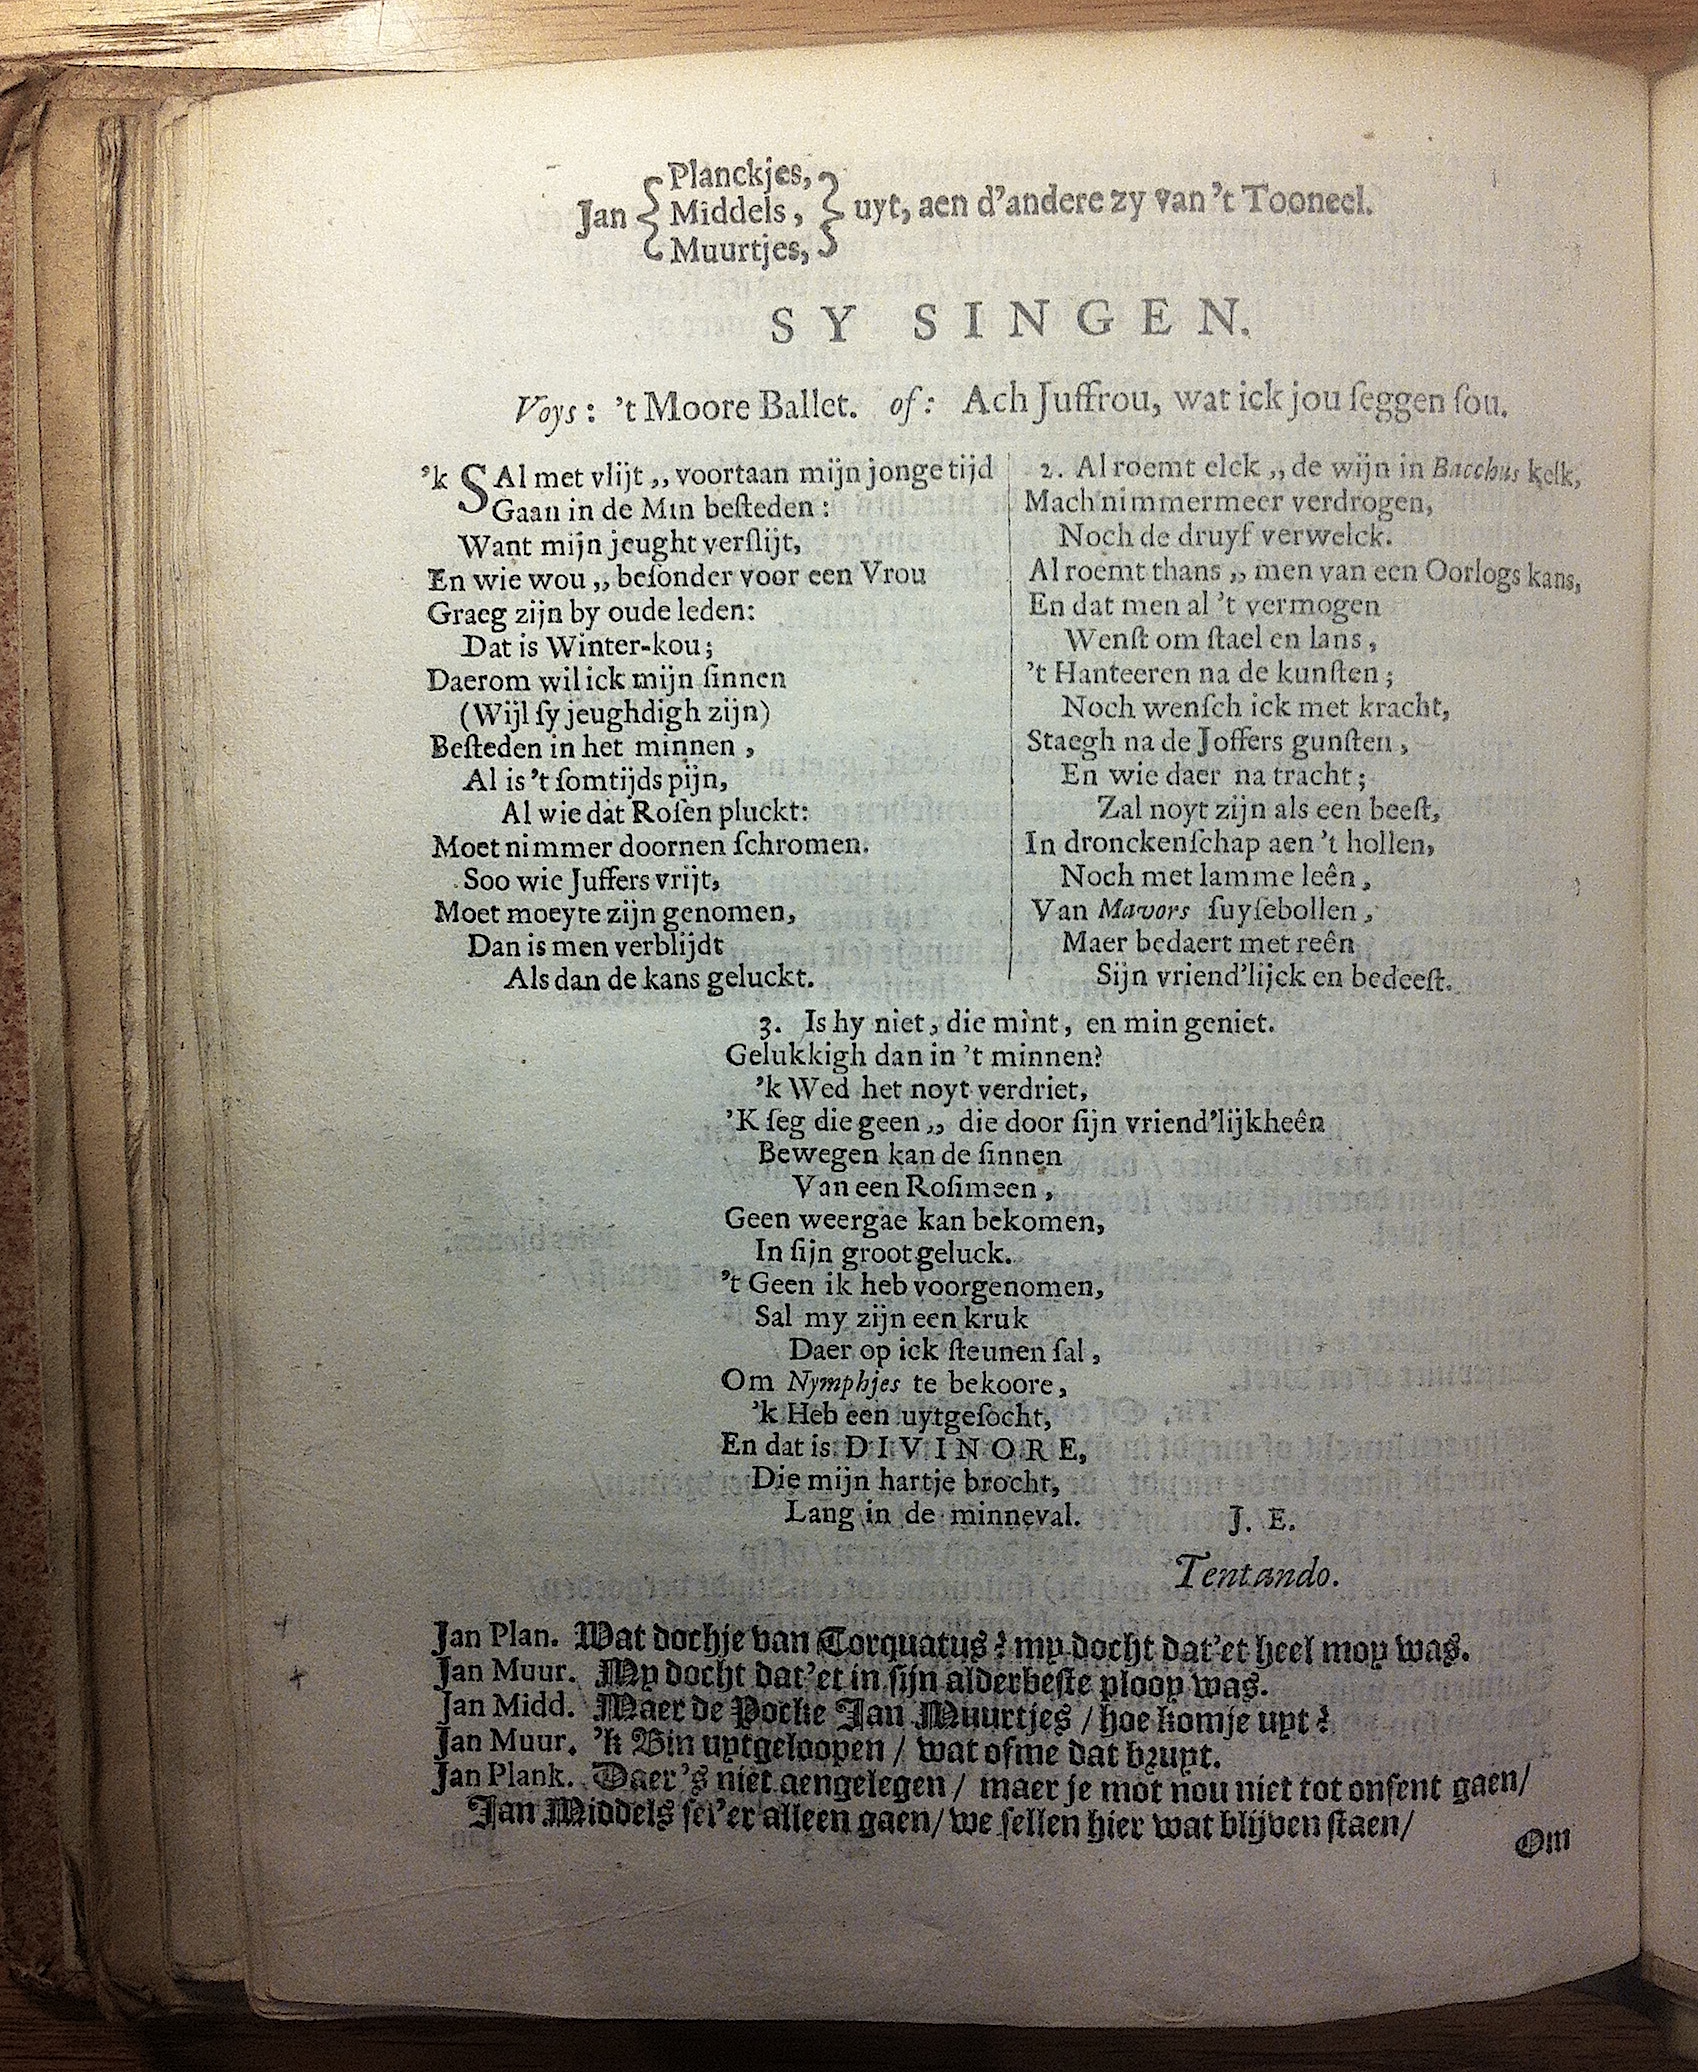 Planckjes,
Jan Middels, uyt, aen d'andere zy van 't Tooneel.
Muurtjes,
SY SINGEN.
Voys: 't Moore Ballet. of: Ach Juffrou, wat ick jou ſeggen ſou.
'k SAl met vlijt ,, voortaan mijn jonge tijd
Gaan in de Min beſteden:
Want mijn jeught verſlijt,
En wie wou ,, beſonder voor een Vrou
Graeg zijn by oude leden:
Dat is Winter-kou;
Daerom wil ick mijn ſinnen
(Wijl ſy jeughdigh zijn)
Beſteden in het minnen,
Al is 't ſomtijds pijn,
Al wie dat Roſen pluckt:
Moet nimmer doornen ſchromen.
Soo wie Juffers vrijt,
Moet moeyte zijn genomen,
Dan is men verblijdt
Als dan de kans geluckt.
2. Al roemt elck ,, de wijn in Bacchus kelk,
Mach nimmermeer verdrogen,
Noch de druyf verwelck.
Al roemt thans ,, men van een Oorlogs kans,
En dat men al 't vermogen
Wenſt om ſtael en lans,
't Hanteeren na de kunſten;
Noch wenſch ick met kracht,
Staegh na de Joffers gunſten,
En wie daer na tracht;
Zal noyt zijn als een beeſt,
In dronckenſchap aen 't hollen,
Noch met lamme leên,
Van Mavors ſuyſebollen,
Maer bedaert met reên
Sijn vriend'lijck en bedeeſt.
3. Is hy niet, die mint, en min geniet.
Gelukkigh dan in 't minnen?
'k Wed het noyt verdriet,
'K ſeg die geen ,, die door ſijn vriend'lijkheên
Bewegen kan de ſinnen
Van een Roſimeen,
Geen weergae kan bekomen,
In ſijn groot geluck.
't Geen ik heb voorgenomen,
Sal my zijn een kruk
Daer op ick ſteunen ſal,
Om Nymphjes te bekoore,
'k Heb een uytgeſocht,
En dat is DIVINORE,
Die mijn hartje brocht,
Lang in de minneval. J. E.
Tentando.
Jan Plan. Wat dochje van Torquatus? my docht dat'et heel moy was.
Jan Muur. My docht dat'et in ſijn alderbeſte plooy was.
Jan Midd. Maer de Pocke Jan Muurtjes / hoe komje uyt?
Jan Muur. 'k Bin uytgeloopen / wat ofme dat bruyt.
Jan Plank. Daer's niet aengelegen / maer je mot nou niet tot onſent gaen/
Jan Middels ſel'er alleen gaen/ we ſellen hier wat blijven ſtaen/
Om